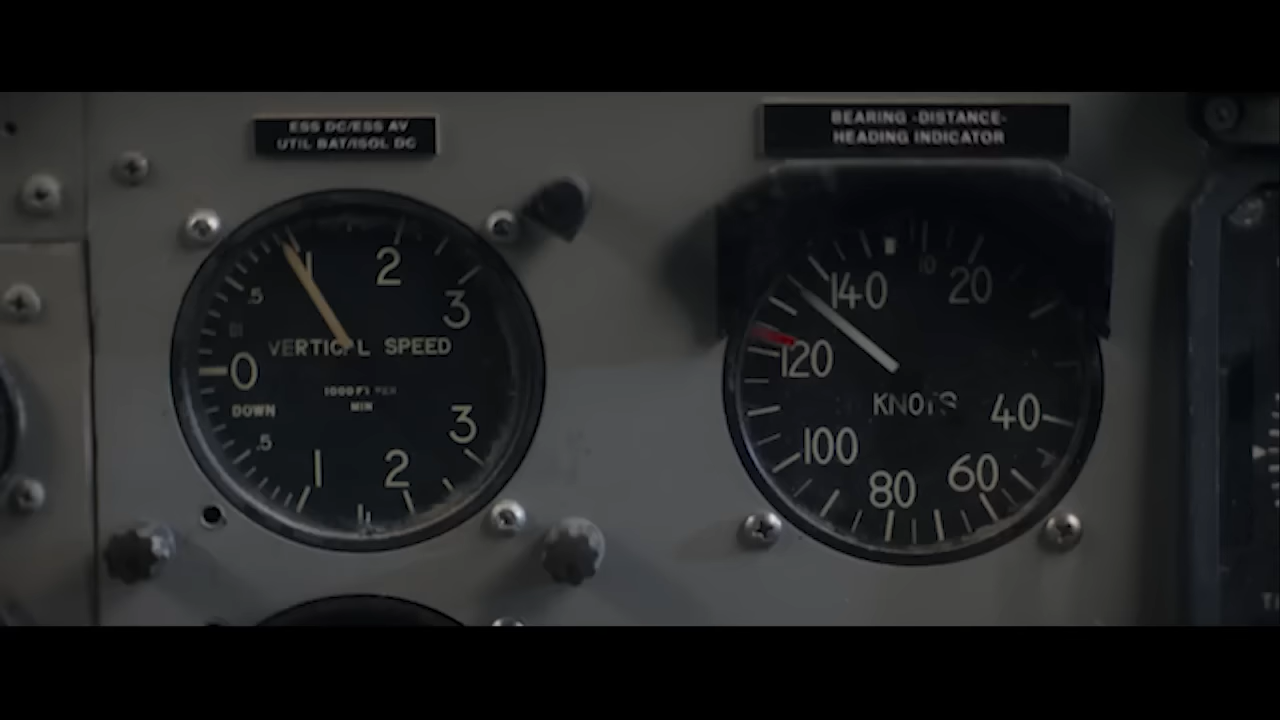 ESS DC/ESS AV
UTIL BAT/ISOL DC
BEARING -DISTANCE-
HEADING INDICATOR
1 2
.5 3
VERTICAL SPEED
0
1000 FT PER
MIN
DOWN
.5 3
1 2
10
140 20
120
KNOTS
40
100 60
80